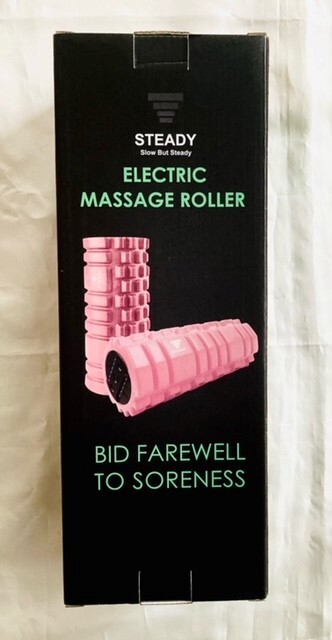 STEADY
Slow But Steady
ELECTRIC
MASSAGE ROLLER
BID FAREWELL
TO SORENESS